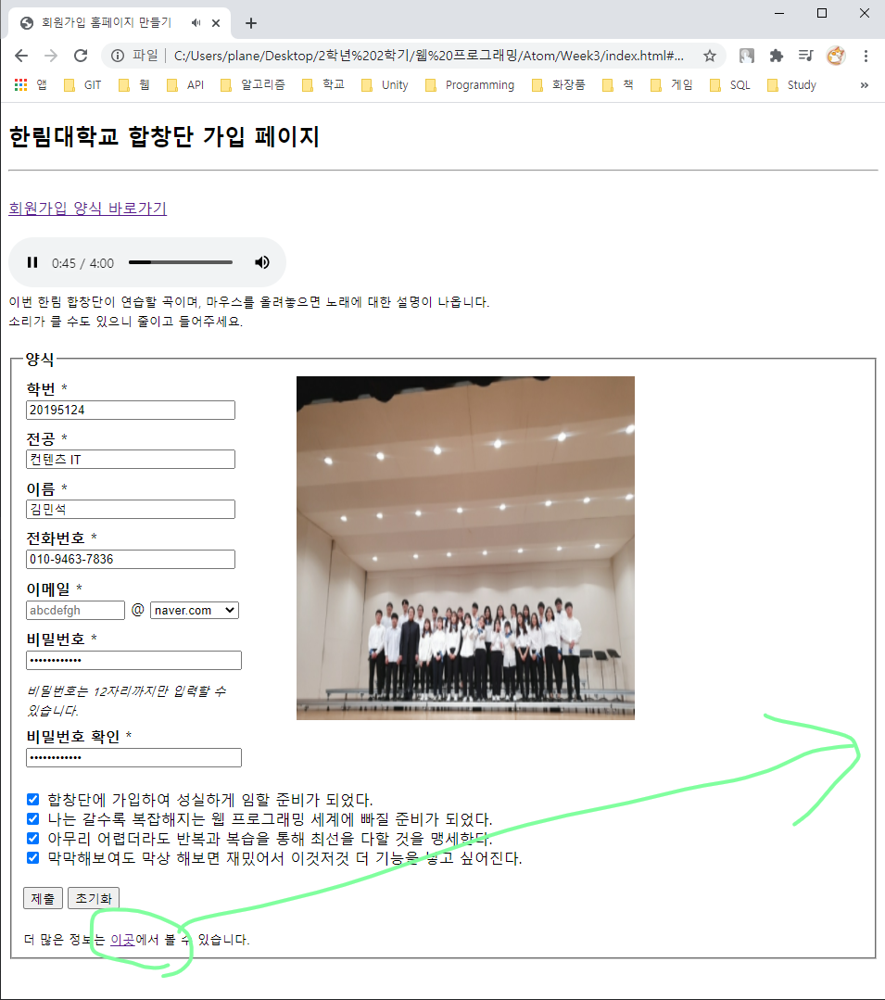 회원가입 홈페이지 만들기
파일 C:/Users/plane/Desktop/2학년%202학기/웹%20프로그래밍/Atom/Week3/index.html#...
앱 GIT 웹 API 알고리즘 학교 Unity Programming 화장품 책 게임 SQL Study »
한림대학교 합창단 가입 페이지
회원가입 양식 바로가기
0:45 / 4:00
이번 한림 합창단이 연습할 곡이며, 마우스를 올려놓으면 노래에 대한 설명이 나옵니다.
소리가 클 수도 있으니 줄이고 들어주세요.
양식
학번 *
20195124
전공 *
컨텐츠 IT
이름 *
김민석
전화번호 *
010-9463-7836
이메일 *
abcdefgh @ naver.com
비밀번호 *
••••••••••••
비밀번호는 12자리까지만 입력할 수
있습니다.
비밀번호 확인 *
••••••••••••
합창단에 가입하여 성실하게 임할 준비가 되었다.
나는 갈수록 복잡해지는 웹 프로그래밍 세계에 빠질 준비가 되었다.
아무리 어렵더라도 반복과 복습을 통해 최선을 다할 것을 맹세한다.
막막해보여도 막상 해보면 재밌어서 이것저것 더 기능을 넣고 싶어진다.
제출 초기화
더 많은 정보는 이곳에서 볼 수 있습니다.